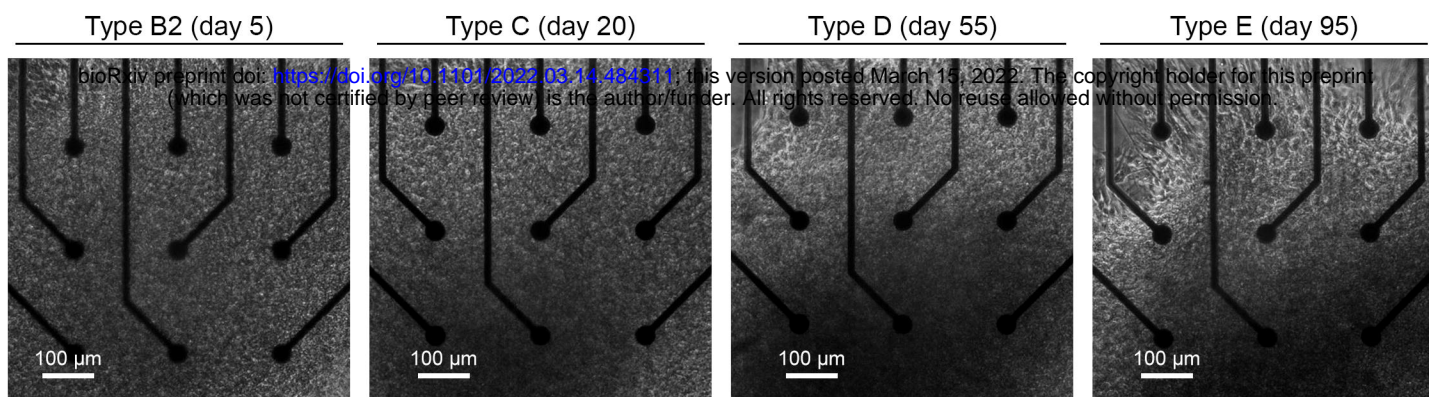 Type B2 (day 5)
Type C (day 20)
Type D (day 55)
Type E (day 95)
bioRxiv preprint doi: https://doi.org/10.1101/2022.03.14.484311; this version posted March 15, 2022. The copyright holder for this preprint
(which was not certified by peer review) is the author/funder. All rights reserved. No reuse allowed without permission.
100 µm
100 µm
100 µm
100 µm